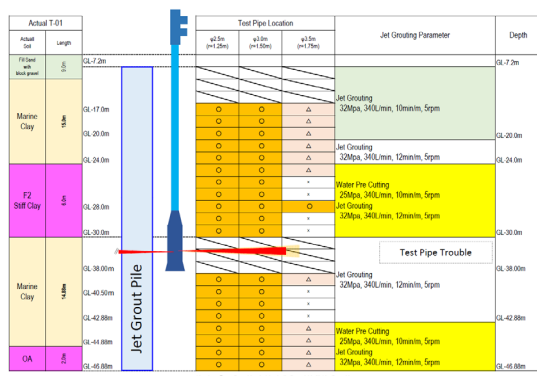 Actual T-01
Test Pipe Location
Jet Grouting Parameter
Depth
Actual
Soil
Length
φ2.5m
(r=1.25m)
φ3.0m
(r=1.50m)
φ3.5m
(r=1.75m)
Fill Sand
with
block gravel
9.0m
GL-7.2m
GL-7.2m
Marine
Clay
15.0m
GL-17.0m
GL-20.0m
GL-24.0m
Jet Grouting
32Mpa, 340L/min, 10min/m, 5rpm
GL-20.0m
Jet Grouting
32Mpa, 340L/min, 12min/m, 5rpm
GL-24.0m
F2
Stiff Clay
6.0m
GL-28.0m
GL-30.0m
Water Pre Cutting
25Mpa, 340L/min, 10min/m, 5rpm
Jet Grouting
32Mpa, 340L/min, 12min/m, 5rpm
GL-30.0m
Test Pipe Trouble
Marine
Clay
14.88m
GL-38.00m
GL-40.50m
GL-42.88m
GL-44.88m
Jet Grouting
32Mpa, 340L/min, 12min/m, 5rpm
GL-38.00m
GL-42.88m
Water Pre Cutting
25Mpa, 340L/min, 10min/m, 5rpm
Jet Grouting
32Mpa, 340L/min, 12min/m, 5rpm
OA
2.0m
GL-46.88m
GL-46.88m
Jet Grout Pile